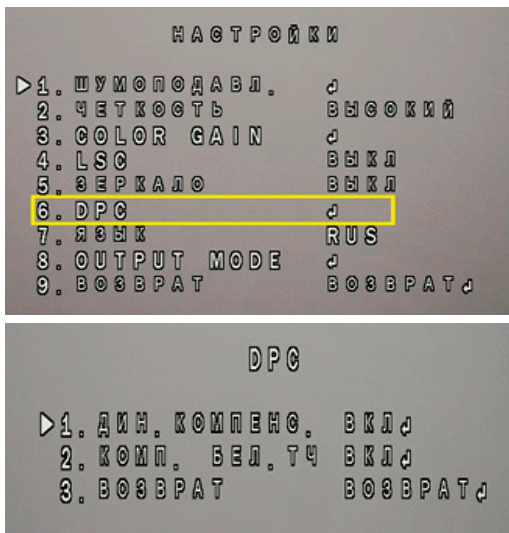 НАСТРОЙКИ
1. ШУМОПОДАВЛ. ↲
2. ЧЕТКОСТЬ ВЫСОКИЙ
3. COLOR GAIN ↲
4. LSC ВЫКЛ
5. ЗЕРКАЛО ВЫКЛ
6. DPC ↲
7. ЯЗЫК RUS
8. OUTPUT MODE ↲
9. ВОЗВРАТ ВОЗВРАТ↲
DPC
1. ДИН. КОМПЕНС. ВКЛ↲
2. КОМП. БЕЛ. ТЧ ВКЛ↲
3. ВОЗВРАТ ВОЗВРАТ↲